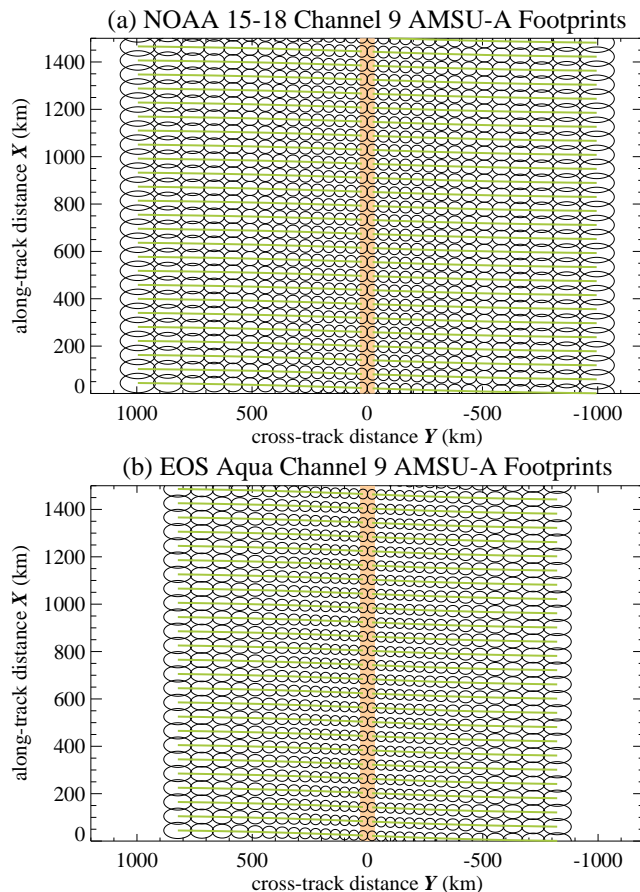 (a) NOAA 15-18 Channel 9 AMSU-A Footprints
1400
1200
1000
800
600
400
200
0
along-track distance X (km)
1000 500 0 -500 -1000
cross-track distance Y (km)
(b) EOS Aqua Channel 9 AMSU-A Footprints
1400
1200
1000
800
600
400
200
0
along-track distance X (km)
1000 500 0 -500 -1000
cross-track distance Y (km)